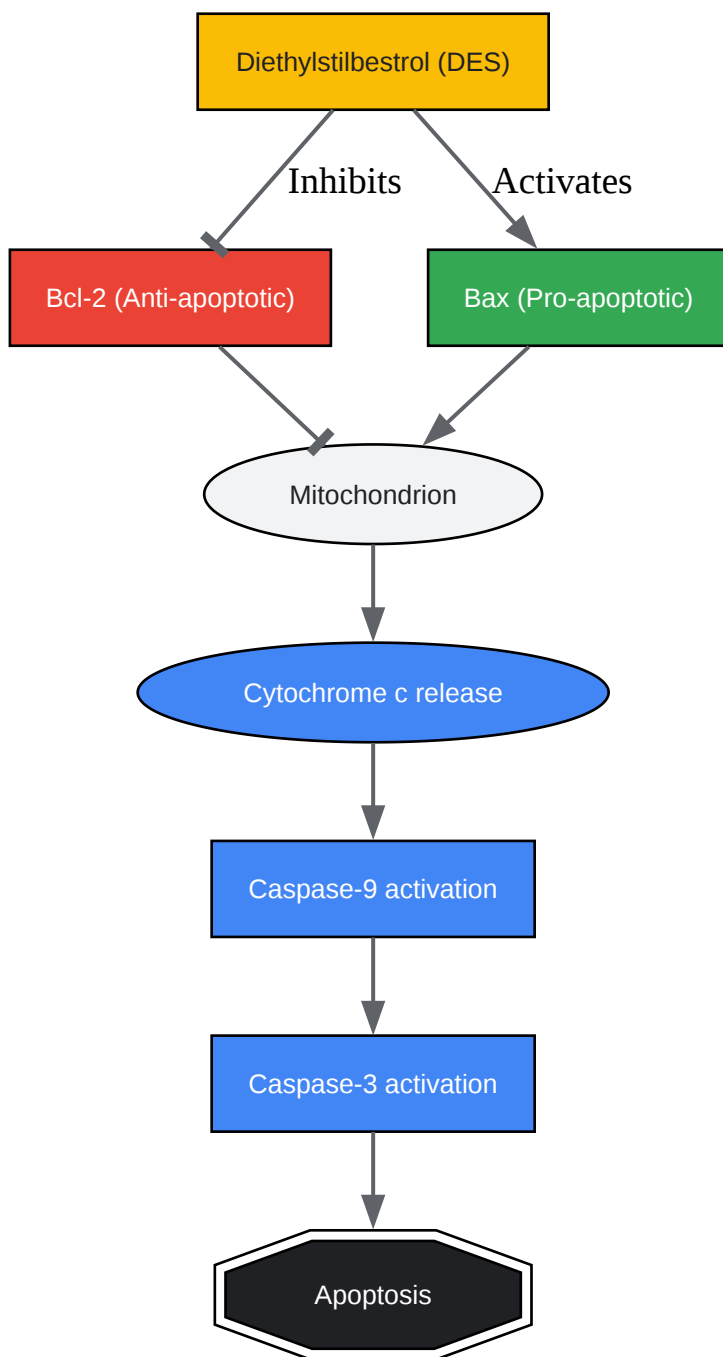 Diethylstilbestrol (DES)
Inhibits
Activates
Bcl-2 (Anti-apoptotic)
Bax (Pro-apoptotic)
Mitochondrion
Cytochrome c release
Caspase-9 activation
Caspase-3 activation
Apoptosis